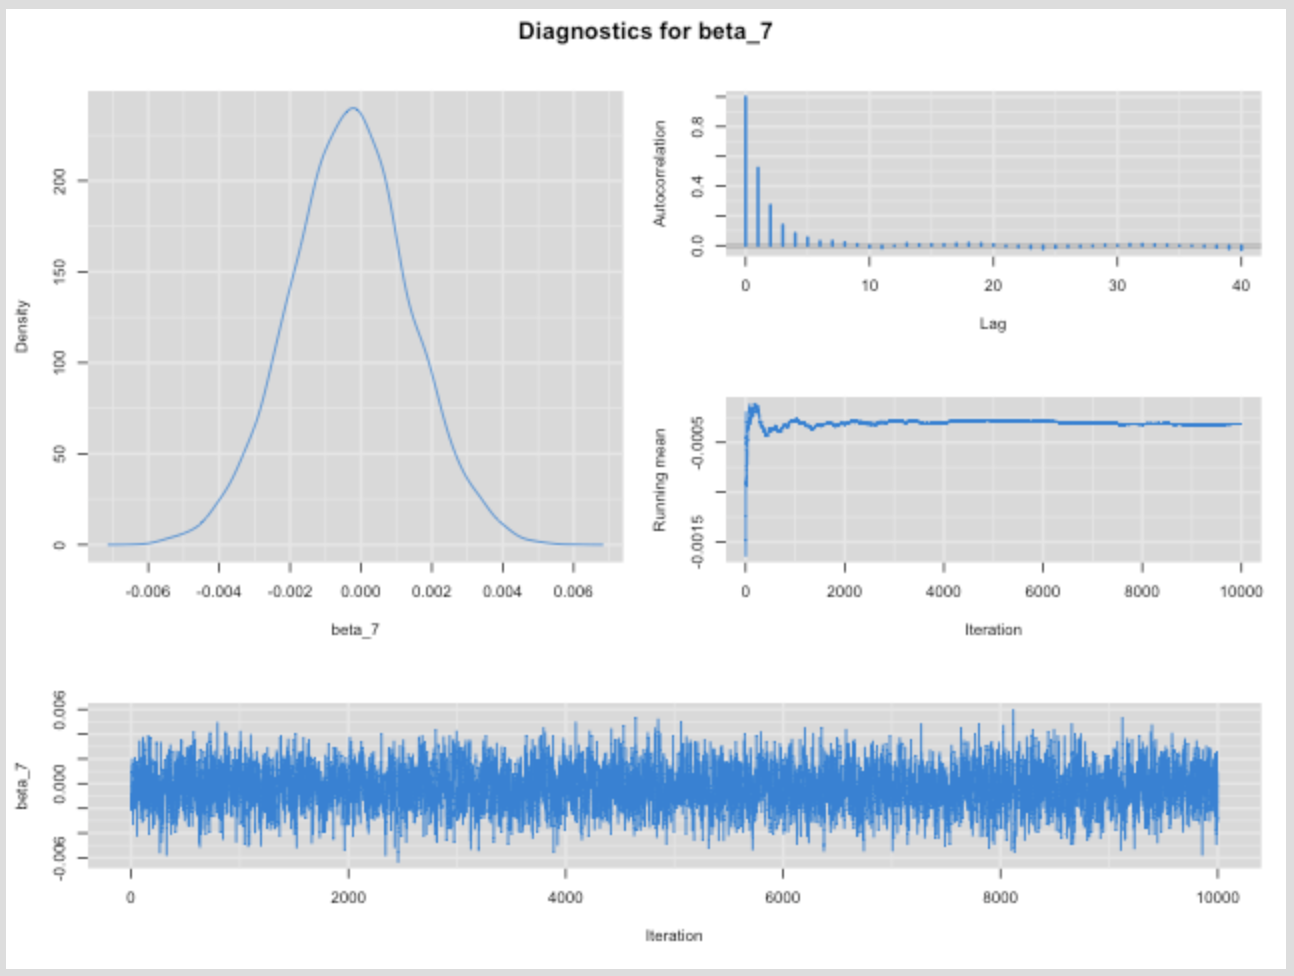 Diagnostics for beta_7
Density
200
150
100
50
0
-0.006 -0.004 -0.002 0.000 0.002 0.004 0.006
beta_7
Autocorrelation
0.8
0.4
0.0
0 10 20 30 40
Lag
Running mean
-0.0005
-0.0015
0 2000 4000 6000 8000 10000
Iteration
beta_7
0.006
0.000
-0.006
0 2000 4000 6000 8000 10000
Iteration